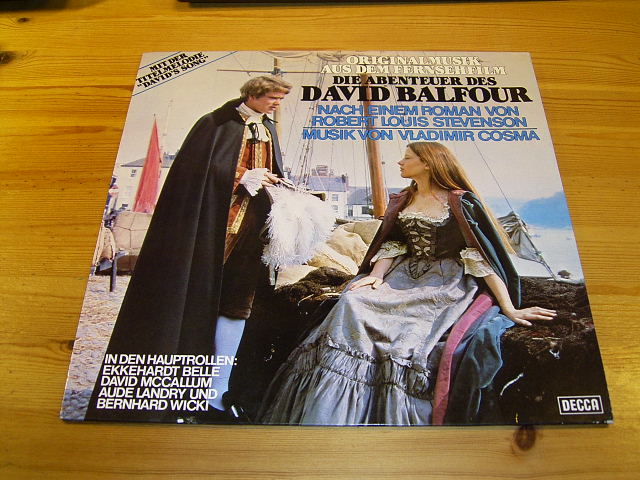 MIT DER
TITELMELODIE
"DAVID'S SONG"
ORIGINALMUSIK
AUS DEM FERNSEHFILM
DIE ABENTEUER DES
DAVID BALFOUR
NACH EINEM ROMAN VON
ROBERT LOUIS STEVENSON
MUSIK VON VLADIMIR COSMA
IN DEN HAUPTROLLEN:
EKKEHARDT BELLE
DAVID MCCALLUM
AUDE LANDRY UND
BERNHARD WICKI
DECCA